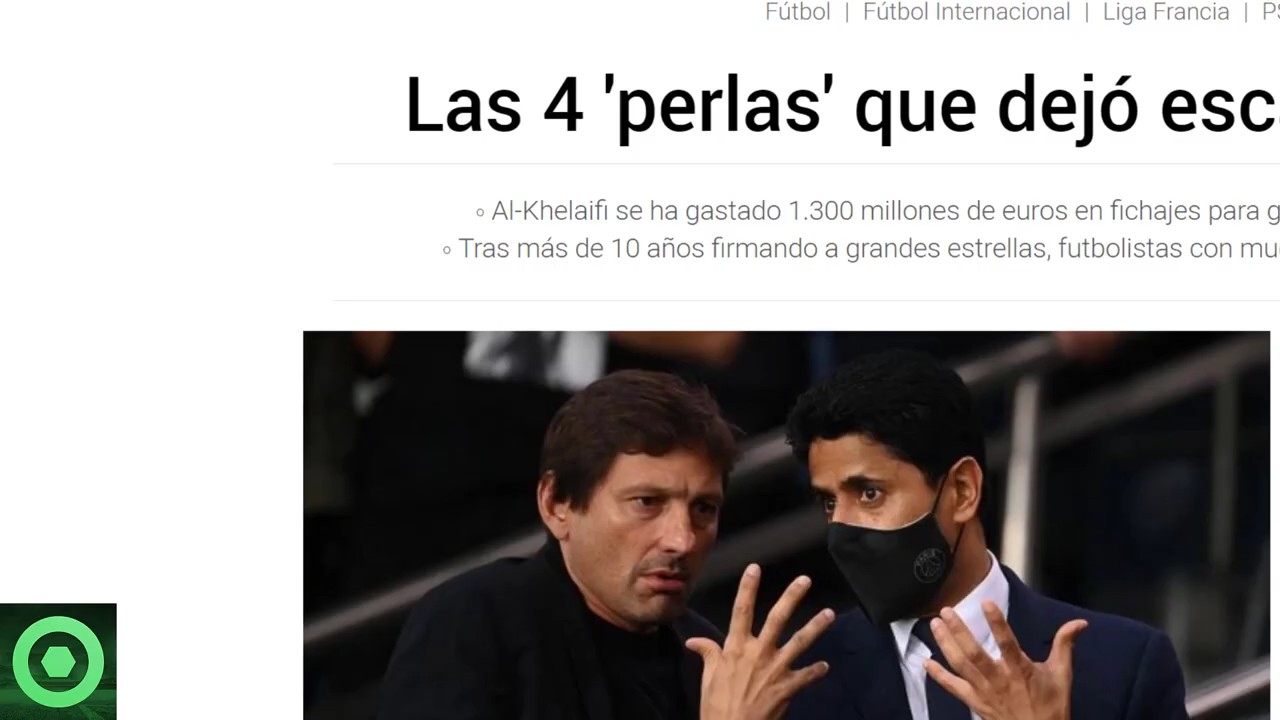 Fútbol | Fútbol Internacional | Liga Francia |
Las 4 'perlas' que dejó
◦ Al-Khelaifi se ha gastado 1.300 millones de euros en fichajes para
◦ Tras más de 10 años firmando a grandes estrellas, futbolistas con
PARIS